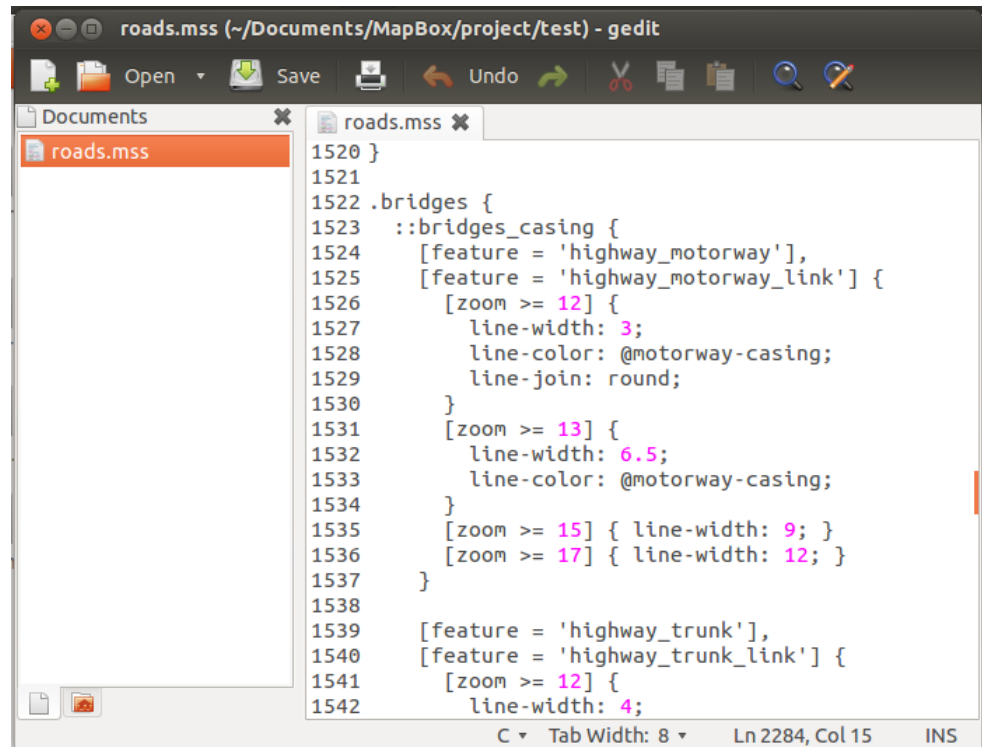 roads.mss (~/Documents/MapBox/project/test) - gedit
Open Save Undo
Documents
roads.mss
roads.mss
1520 }
1521
1522 .bridges {
1523   ::bridges_casing {
1524     [feature = 'highway_motorway'],
1525     [feature = 'highway_motorway_link'] {
1526       [zoom >= 12] {
1527         line-width: 3;
1528         line-color: @motorway-casing;
1529         line-join: round;
1530       }
1531       [zoom >= 13] {
1532         line-width: 6.5;
1533         line-color: @motorway-casing;
1534       }
1535       [zoom >= 15] { line-width: 9; }
1536       [zoom >= 17] { line-width: 12; }
1537     }
1538
1539     [feature = 'highway_trunk'],
1540     [feature = 'highway_trunk_link'] {
1541       [zoom >= 12] {
1542         line-width: 4;
C Tab Width: 8 Ln 2284, Col 15 INS